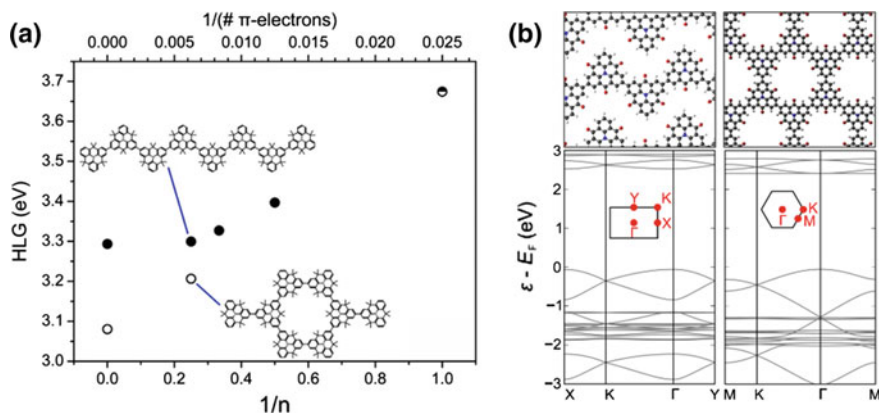 (a)
1/(# π-electrons)
0.000 0.005 0.010 0.015 0.020 0.025
3.7
3.6
3.5
3.4
3.3
3.2
3.1
3.0
HLG (eV)
0.0 0.2 0.4 0.6 0.8 1.0
1/n
(b)
3
2
1
0
-1
-2
-3
ε - E_F (eV)
Y K
Γ X
Γ K
M
X K Γ Y M K Γ M